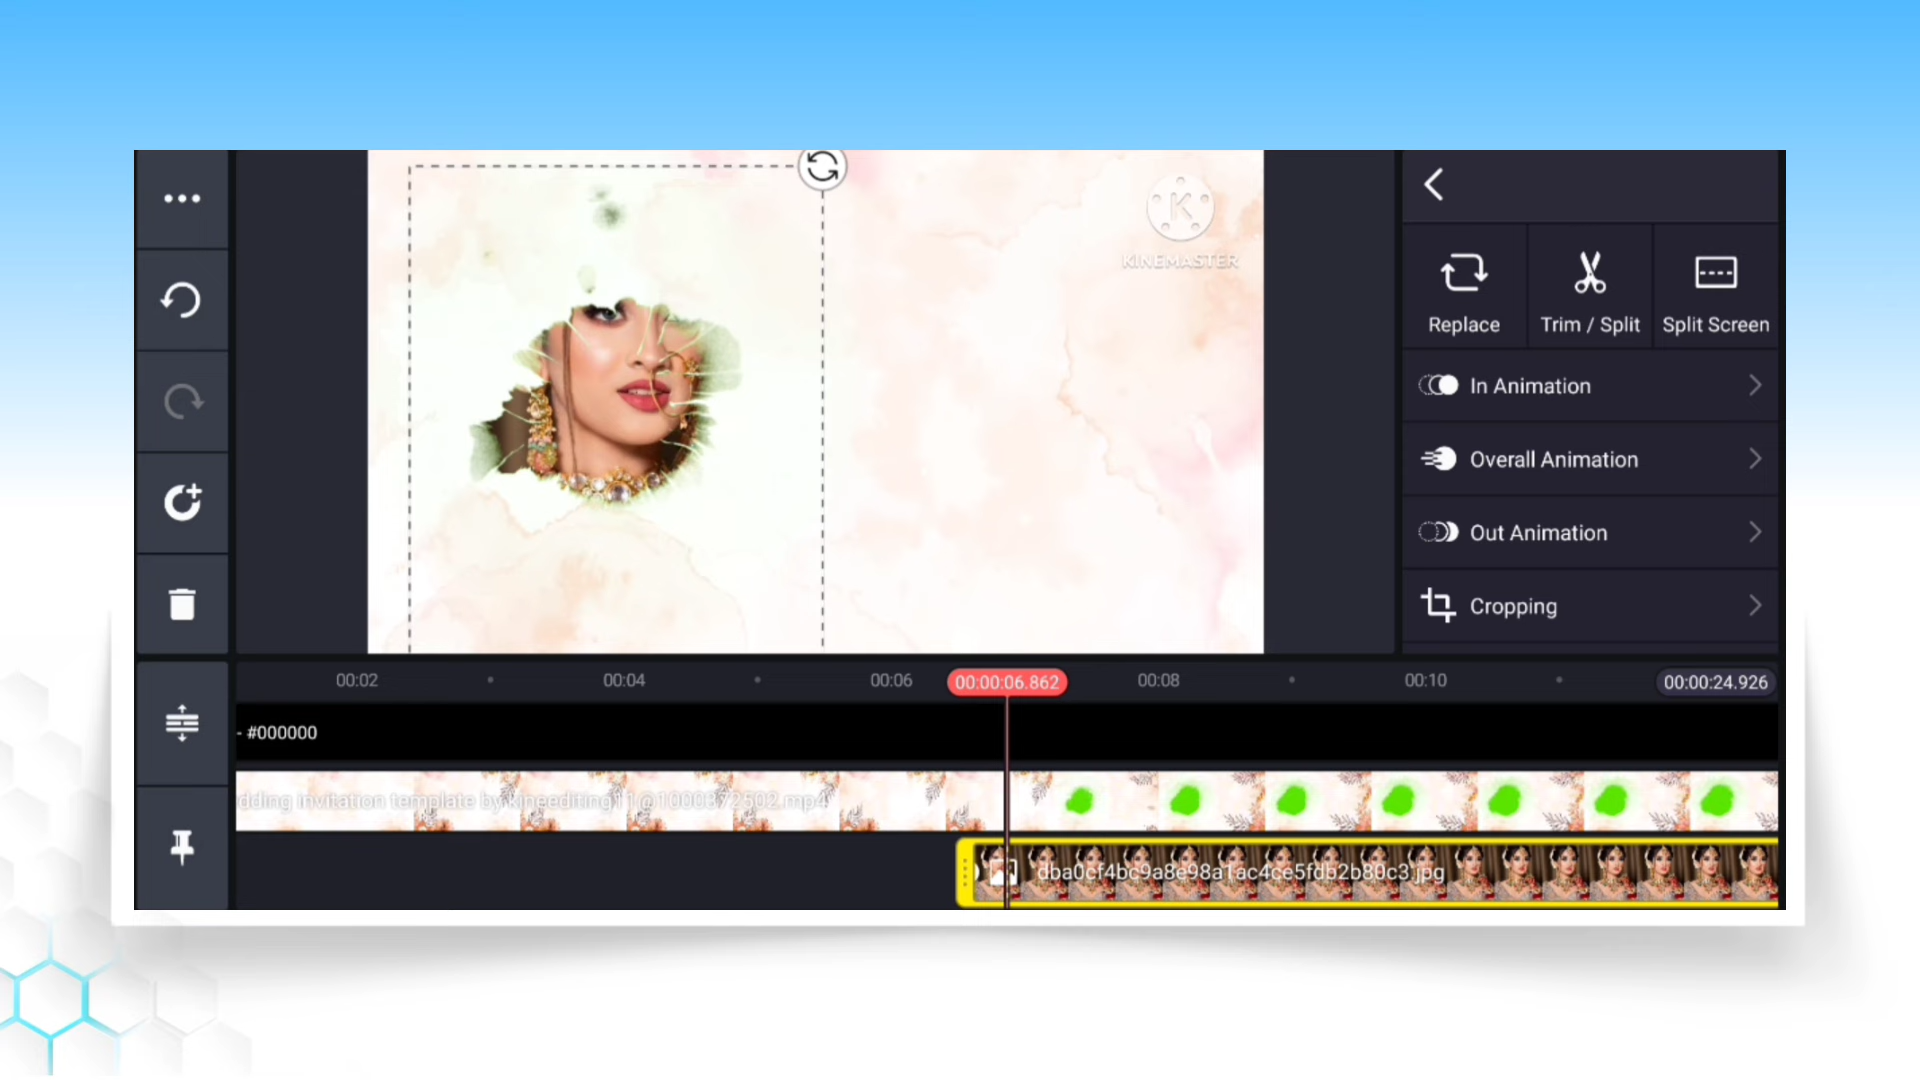 K
KINEMASTER
Replace
Trim / Split
Split Screen
In Animation
Overall Animation
Out Animation
Cropping
00:02
00:04
00:06
00:00:06.862
00:08
00:10
00:00:24.926
- #000000
dding invitation template by kineediting11@1000372502.mp4
dba0cf4bc9a8e98a1ac4ce5fdb2b80c3.jpg